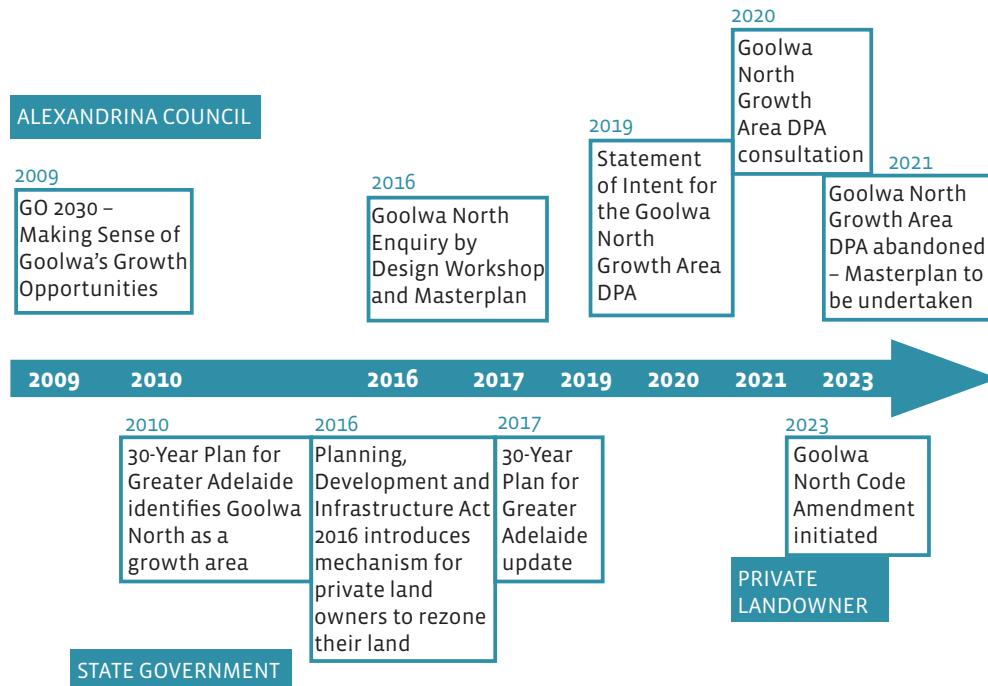 ALEXANDRINA COUNCIL
2009
GO 2030 –
Making Sense of
Goolwa's Growth
Opportunities
2016
Goolwa North
Enquiry by
Design Workshop
and Masterplan
2019
Statement
of Intent for
the Goolwa
North
Growth Area
DPA
2020
Goolwa
North
Growth
Area DPA
consultation
2021
Goolwa North
Growth Area
DPA abandoned
– Masterplan to
be undertaken
2009 2010 2016 2017 2019 2020 2021 2023
2010
30-Year Plan for
Greater Adelaide
identifies Goolwa
North as a
growth area
2016
Planning,
Development and
Infrastructure Act
2016 introduces
mechanism for
private land
owners to rezone
their land
2017
30-Year
Plan for
Greater
Adelaide
update
2023
Goolwa
North Code
Amendment
initiated
PRIVATE
LANDOWNER
STATE GOVERNMENT